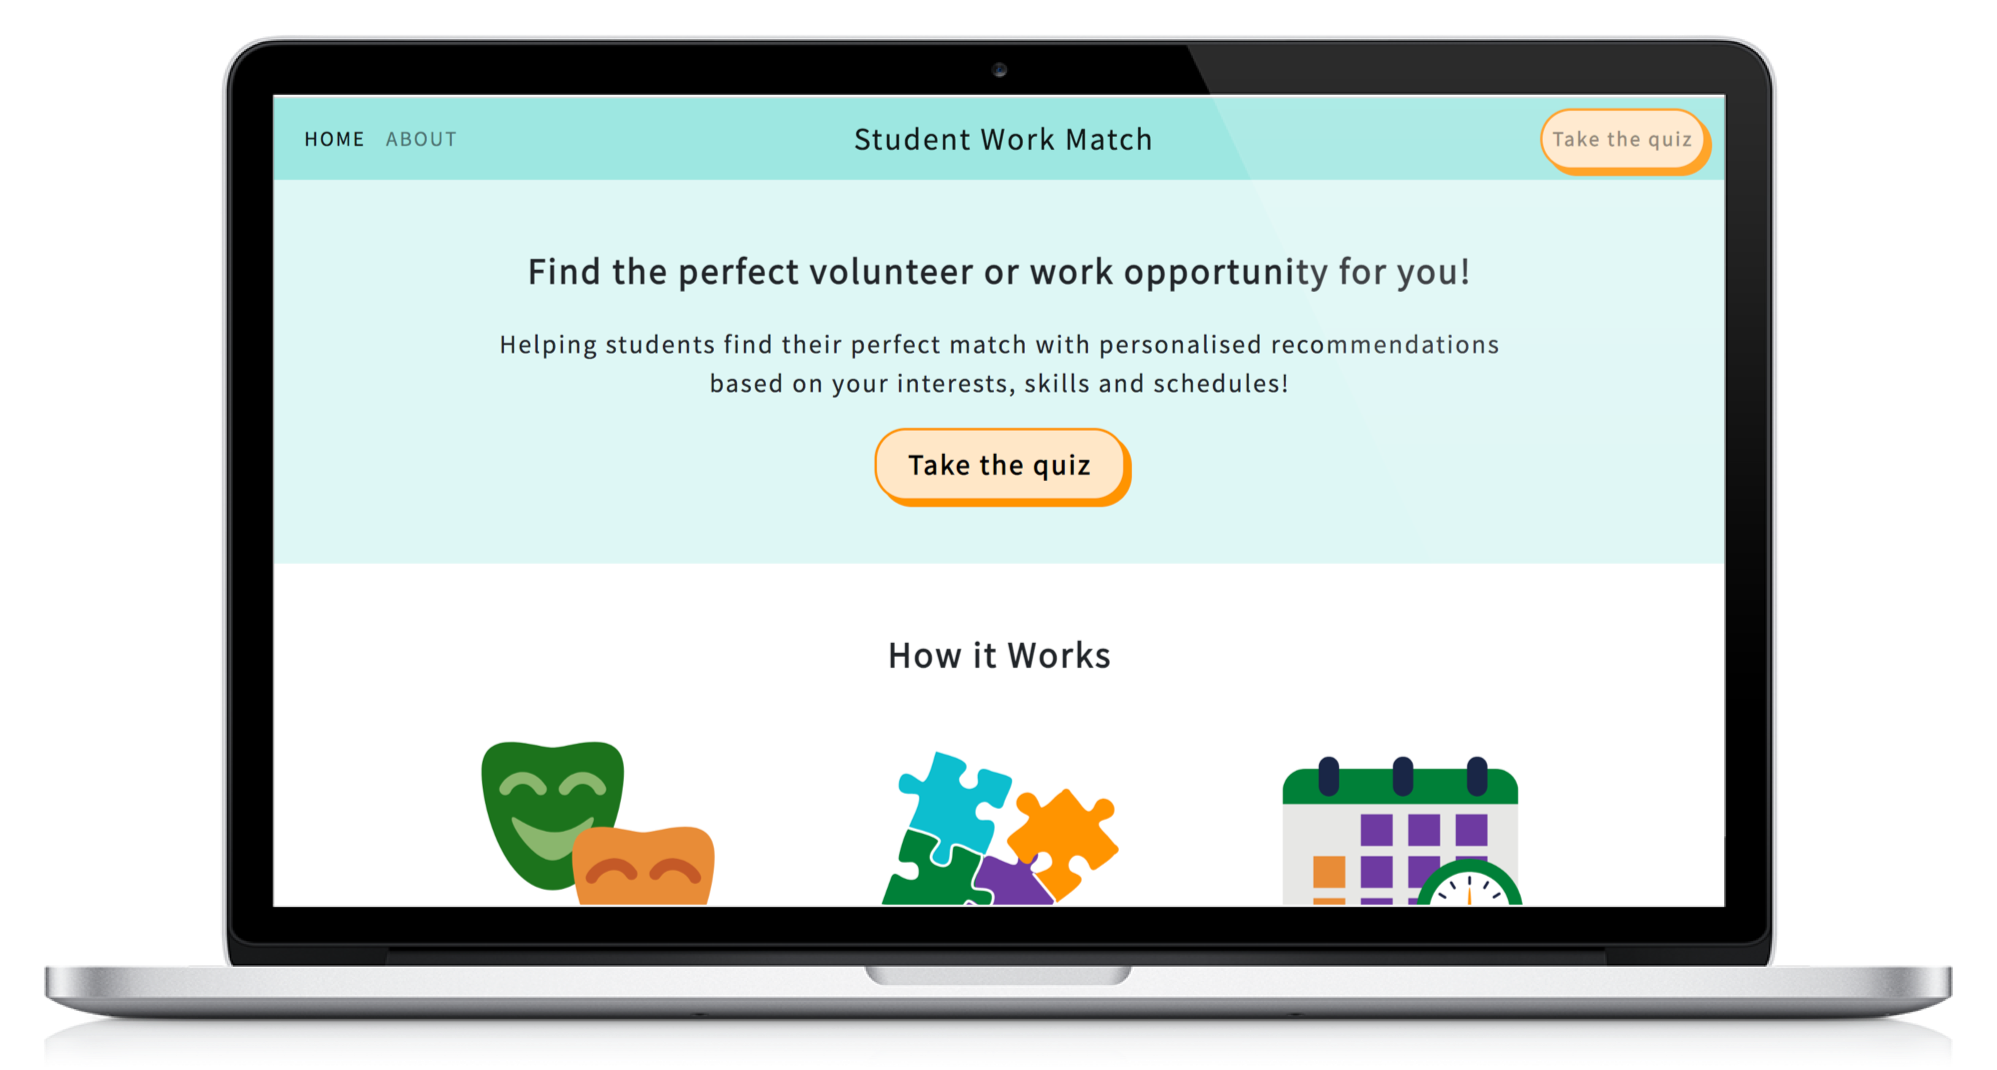 HOME ABOUT Student Work Match Take the quiz
Find the perfect volunteer or work opportunity for you!
Helping students find their perfect match with personalised recommendations
based on your interests, skills and schedules!
Take the quiz
How it Works